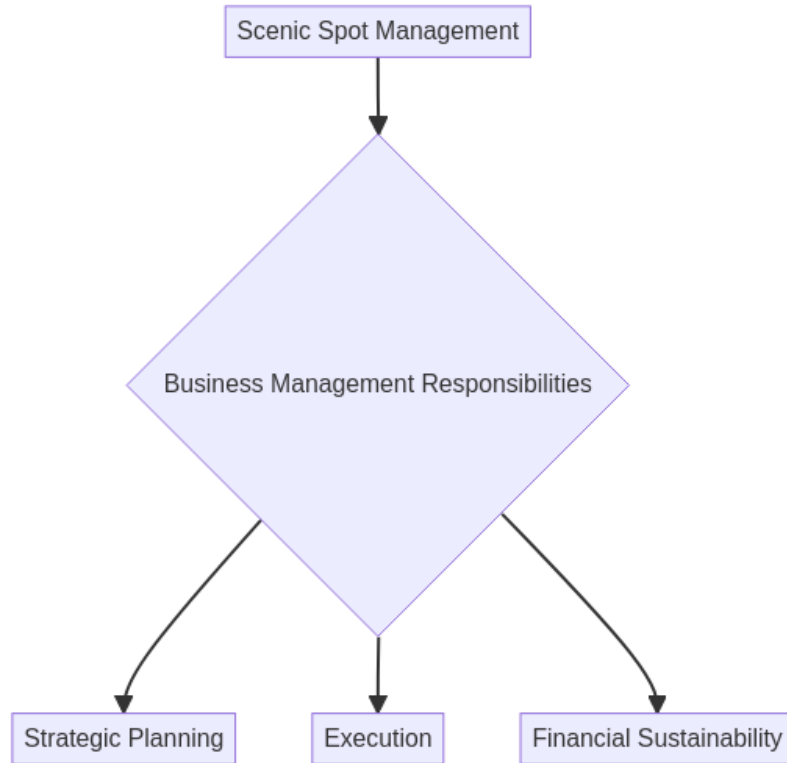 Scenic Spot Management
Business Management Responsibilities
Strategic Planning
Execution
Financial Sustainability